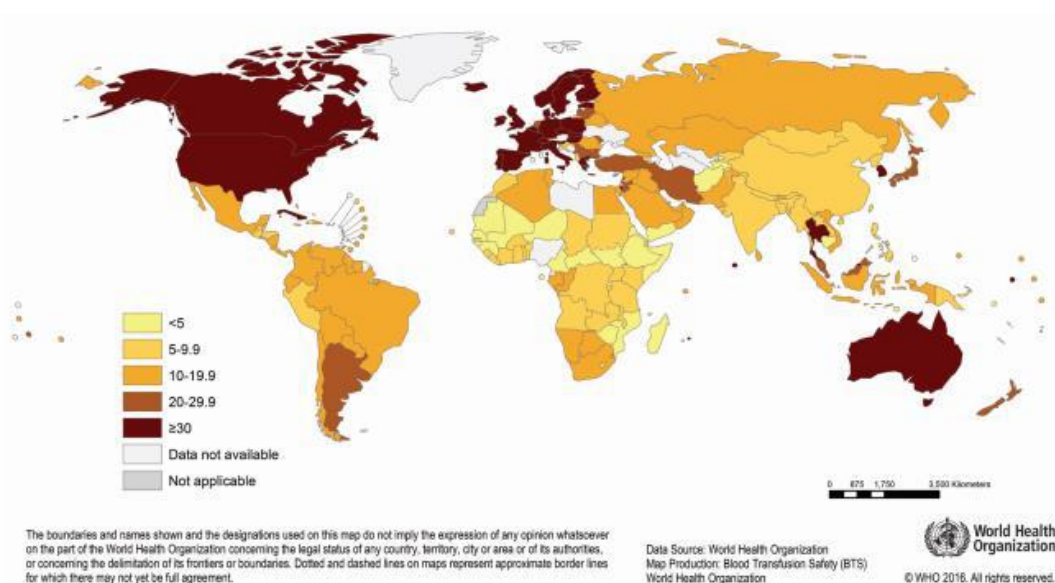 <5
5-9.9
10-19.9
20-29.9
≥30
Data not available
Not applicable
0 875 1,750 3,500 Kilometers
The boundaries and names shown and the designations used on this map do not imply the expression of any opinion whatsoever
on the part of the World Health Organization concerning the legal status of any country, territory, city or area or of its authorities,
or concerning the delimitation of its frontiers or boundaries. Dotted and dashed lines on maps represent approximate border lines
for which there may not yet be full agreement.
Data Source: World Health Organization
Map Production: Blood Transfusion Safety (BTS)
World Health Organization
World Health
Organization
© WHO 2016. All rights reserved.